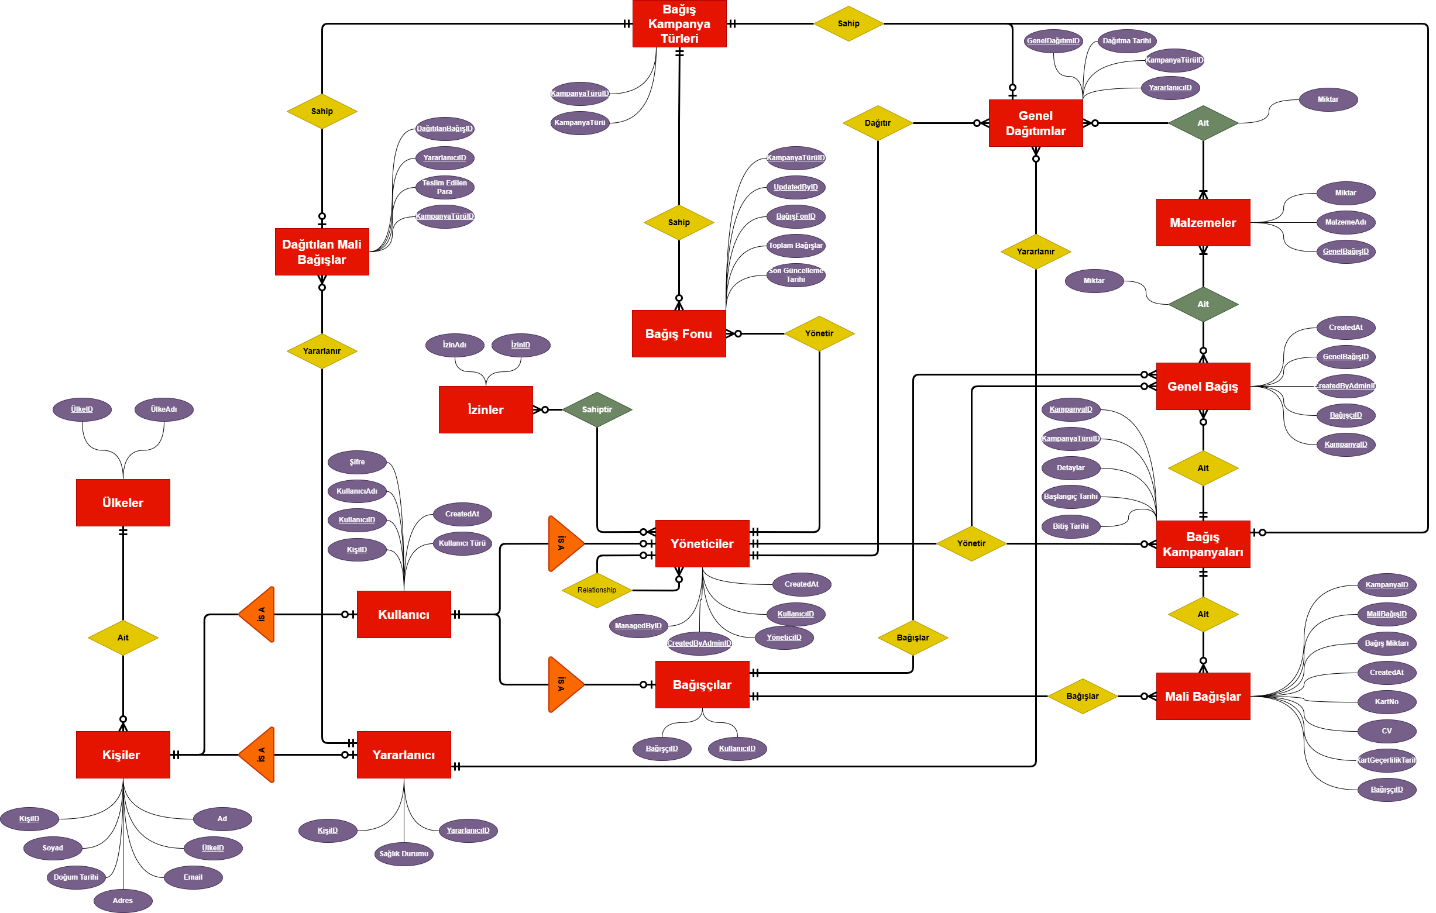 Bağış
Kampanya
Türleri
Sahip
KampanyaTürüID
KampanyaTürü
GenelDağıtımID
Dağıtma Tarihi
KampanyaTürüID
YararlanıcıID
Genel
Dağıtımlar
Dağıtır
Ait
Miktar
Sahip
DağıtılanBağışID
YararlanıcıID
Teslim Edilen
Para
KampanyaTürüID
Dağıtılan Mali
Bağışlar
KampanyaTürüID
UpdatedByID
BağışFonID
Toplam Bağışlar
Son Güncelleme
Tarihi
Sahip
Bağış Fonu
Yönetir
Yararlanır
Miktar
MalzemeAdı
GenelBağışID
Malzemeler
Miktar
Ait
Yararlanır
İzinAdı
İzinID
İzinler
Sahiptir
CreatedAt
GenelBağışID
CreatedByAdminID
BağışçıID
KampanyaID
Genel Bağış
KampanyaID
KampanyaTürüID
Detaylar
Başlangıç Tarihi
Bitiş Tarihi
Ait
Bağış
Kampanyaları
ÜlkeID
ÜlkeAdı
Ülkeler
Şifre
KullanıcıAdı
KullanıcıID
KişiID
CreatedAt
Kullanıcı Türü
Kullanıcı
İS A
Yöneticiler
Yönetir
Relationship
ManagedByID
CreatedByAdminID
CreatedAt
KullanıcıID
YöneticiID
İS A
Ait
Bağışlar
Ait
İS A
Bağışçılar
BağışçıID
KullanıcıID
Bağışlar
Mali Bağışlar
KampanyaID
MaliBağışID
Bağış Miktarı
CreatedAt
KartNo
CV
KartGeçerlilikTarih
BağışçıID
Kişiler
İS A
Yararlanıcı
KişiID
Soyad
Doğum Tarihi
Adres
Ad
ÜlkeID
Email
KişiID
Sağlık Durumu
YararlanıcıID